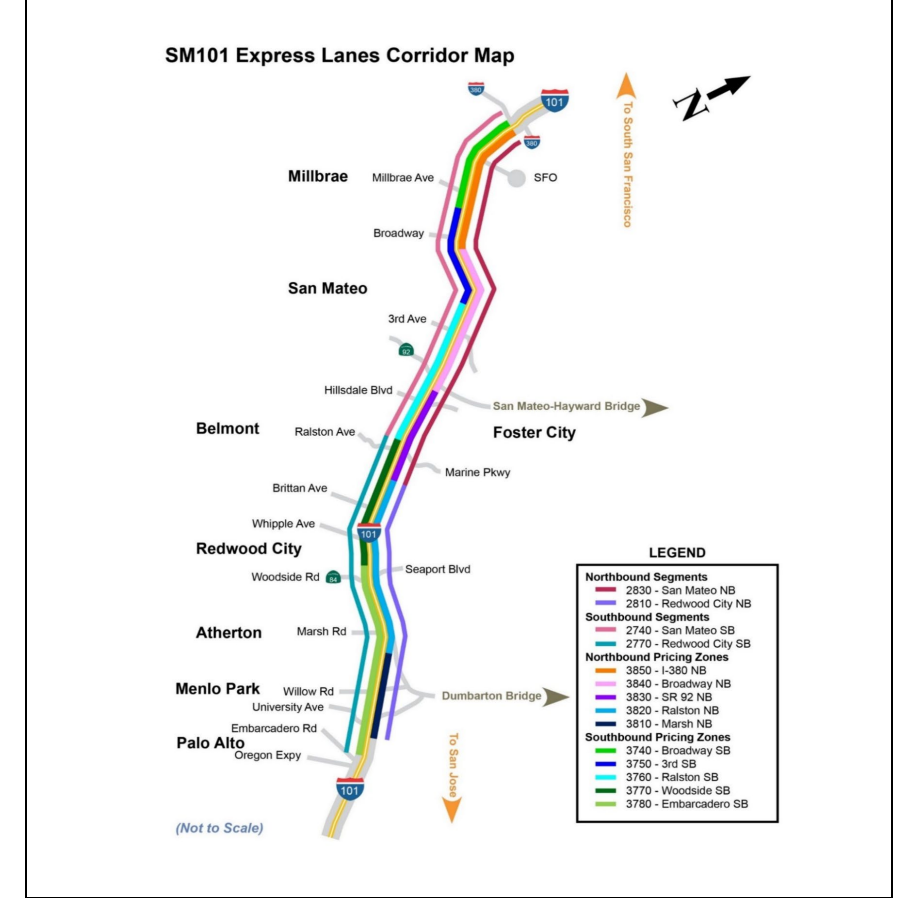 SM101 Express Lanes Corridor Map
380
101
N
To South San Francisco
380
Millbrae
Millbrae Ave
SFO
Broadway
San Mateo
3rd Ave
92
Hillsdale Blvd
San Mateo-Hayward Bridge
Belmont
Ralston Ave
Foster City
Marine Pkwy
Brittan Ave
Whipple Ave
101
Redwood City
Woodside Rd
84
Seaport Blvd
Atherton
Marsh Rd
Menlo Park
Willow Rd
University Ave
Dumbarton Bridge
Embarcadero Rd
Palo Alto
Oregon Expy
To San Jose
101
(Not to Scale)
LEGEND
Northbound Segments
2830 - San Mateo NB
2810 - Redwood City NB
Southbound Segments
2740 - San Mateo SB
2770 - Redwood City SB
Northbound Pricing Zones
3850 - I-380 NB
3840 - Broadway NB
3830 - SR 92 NB
3820 - Ralston NB
3810 - Marsh NB
Southbound Pricing Zones
3740 - Broadway SB
3750 - 3rd SB
3760 - Ralston SB
3770 - Woodside SB
3780 - Embarcadero SB